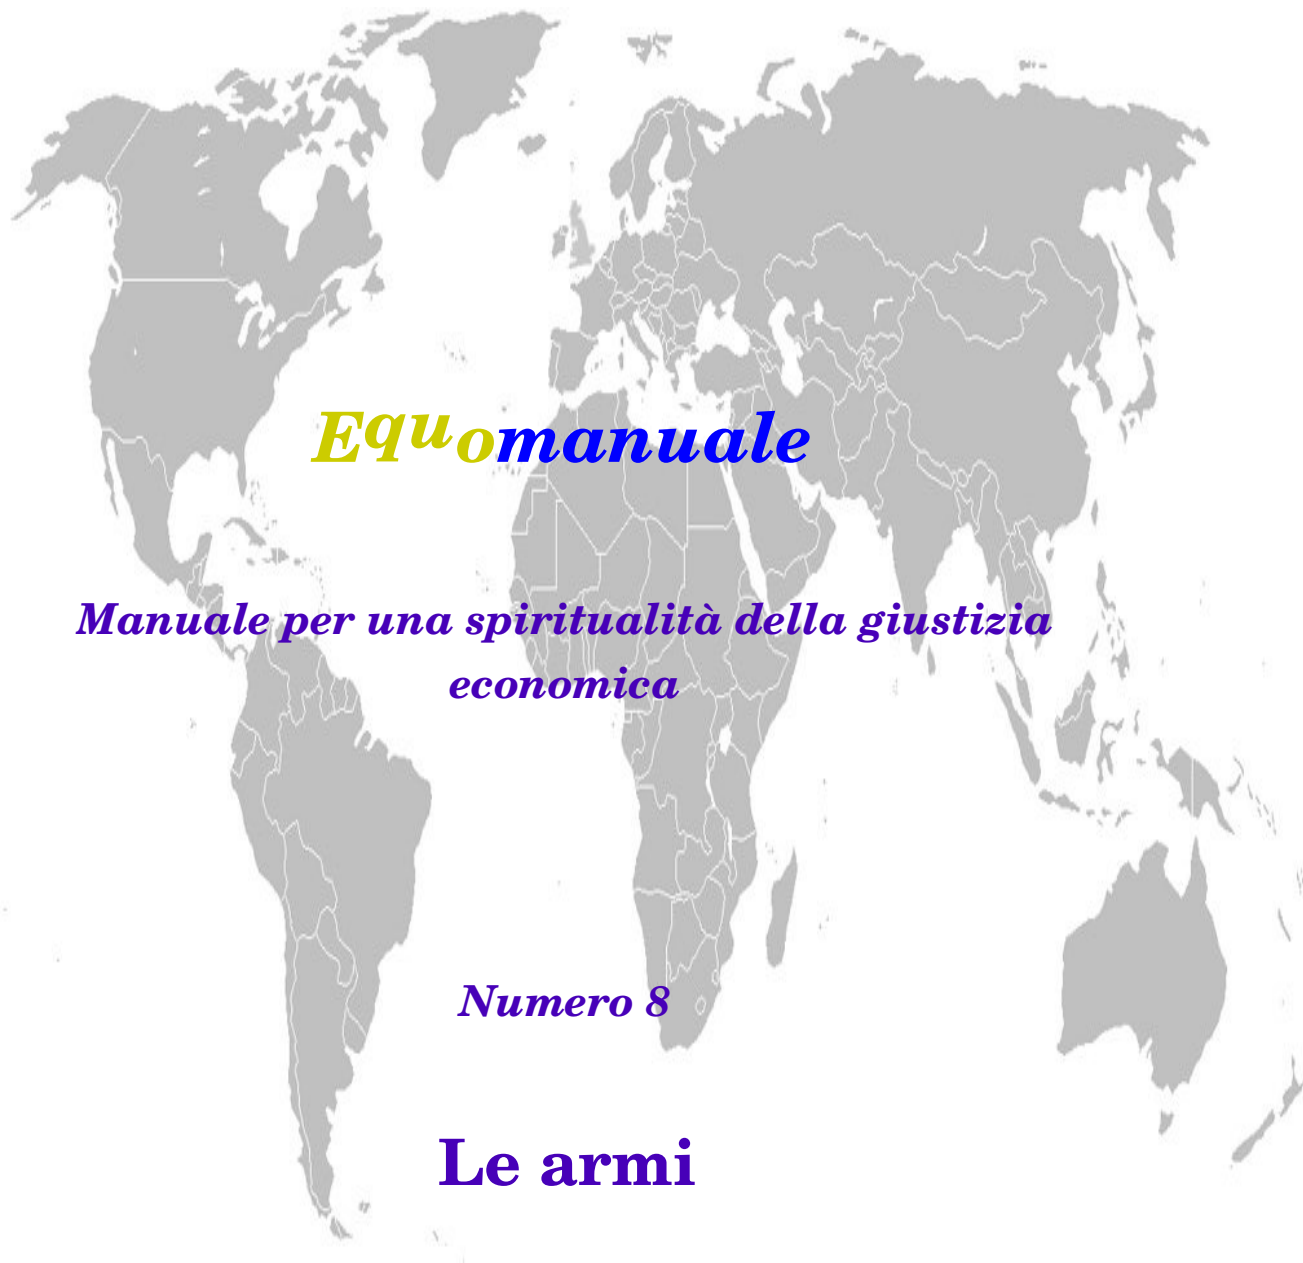 Equomanuale
Manuale per una spiritualità della giustizia
economica
Numero 8
Le armi